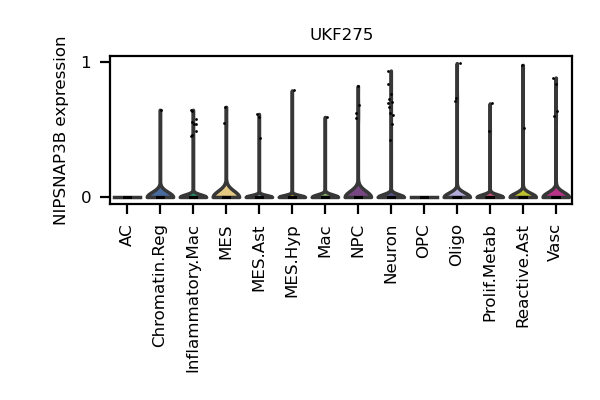 UKF275
NIPSNAP3B expression
1
0
AC
Chromatin.Reg
Inflammatory.Mac
MES
MES.Ast
MES.Hyp
Mac
NPC
Neuron
OPC
Oligo
Prolif.Metab
Reactive.Ast
Vasc